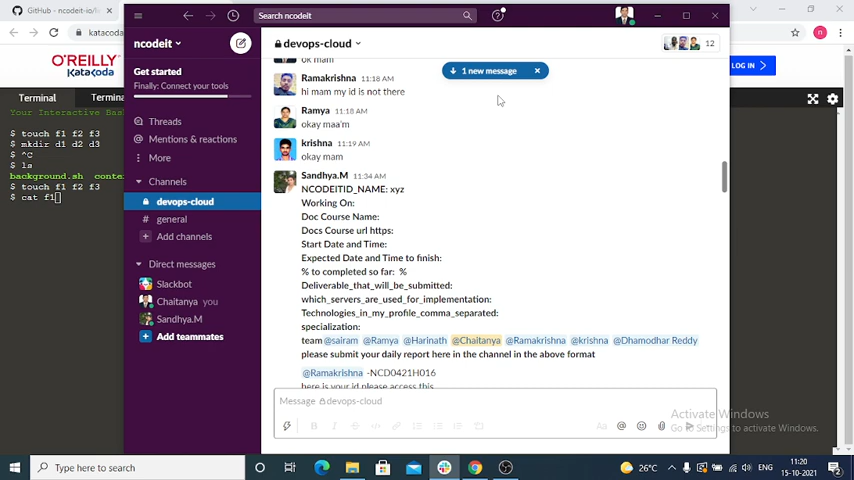 GitHub - ncodeit-io/
katacoda
O'REILLY
Katacoda
LOG IN
Terminal
Termina
Your Interactive Bas
$ touch f1 f2 f3
$ mkdir d1 d2 d3
$ ^C
$ ls
background.sh conte
$ touch f1 f2 f3
$ cat f1
Search ncodeit
ncodeit
Get started
Finally: Connect your tools
Threads
Mentions & reactions
More
Channels
devops-cloud
# general
+ Add channels
Direct messages
Slackbot
Chaitanya you
Sandhya.M
+ Add teammates
devops-cloud
12
1 new message
ok mam
Ramakrishna 11:18 AM
hi mam my id is not there
Ramya 11:18 AM
okay maa'm
krishna 11:19 AM
okay mam
Sandhya.M 11:34 AM
NCODEITID_NAME: xyz
Working On:
Doc Course Name:
Docs Course url https:
Start Date and Time:
Expected Date and Time to finish:
% to completed so far: %
Deliverable_that_will_be_submitted:
which_servers_are_used_for_implementation:
Technologies_in_my_profile_comma_separated:
specialization:
team @sairam @Ramya @Harinath @Chaitanya @Ramakrishna @krishna @Dhamodhar Reddy
please submit your daily report here in the channel in the above format
@Ramakrishna -NCD0421H016
here is your id please access this
Message devops-cloud
Activate Windows
Go to Settings to activate Windows.
Type here to search
26°C
ENG
11:20
15-10-2021
2